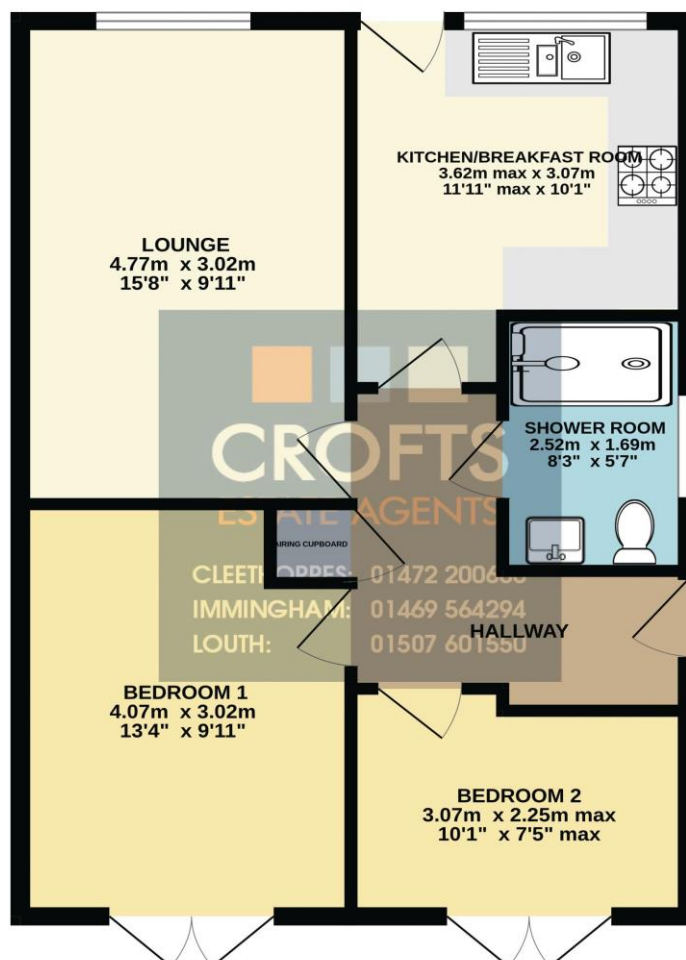 KITCHEN/BREAKFAST ROOM
3.62m max x 3.07m
11'11" max x 10'1"
LOUNGE
4.77m x 3.02m
15'8" x 9'11"
SHOWER ROOM
2.52m x 1.69m
8'3" x 5'7"
CROFTS
ESTATE AGENTS
AIRING CUPBOARD
CLEETHORPES: 01472 200666
IMMINGHAM: 01469 564294
LOUTH: 01507 601550
HALLWAY
BEDROOM 1
4.07m x 3.02m
13'4" x 9'11"
BEDROOM 2
3.07m x 2.25m max
10'1" x 7'5" max